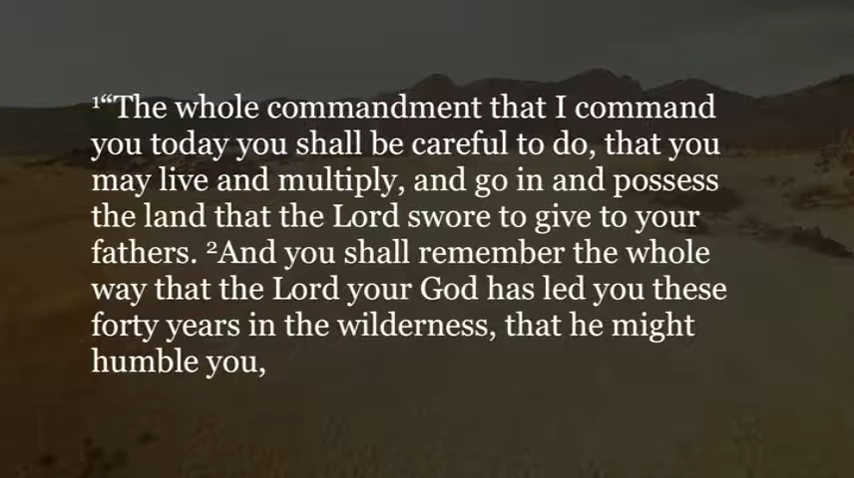 ¹“The whole commandment that I command
you today you shall be careful to do, that you
may live and multiply, and go in and possess
the land that the Lord swore to give to your
fathers. ²And you shall remember the whole
way that the Lord your God has led you these
forty years in the wilderness, that he might
humble you,